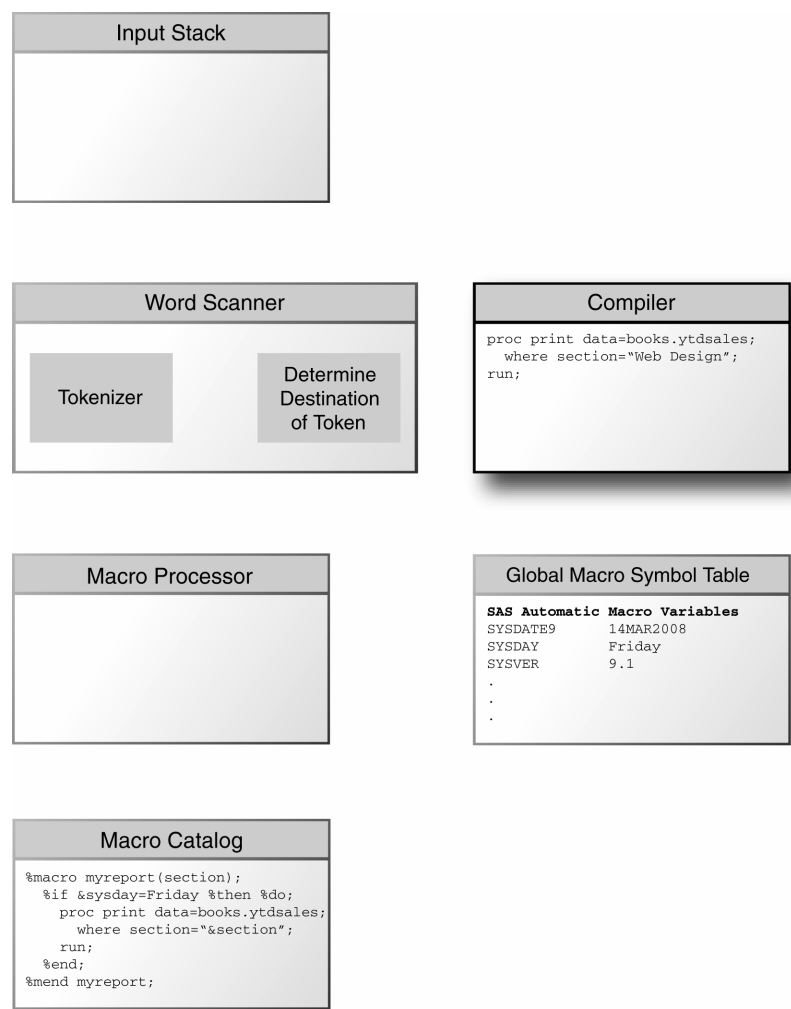 Input Stack
Word Scanner
Tokenizer
Determine
Destination
of Token
Compiler
proc print data=books.ytdsales;
  where section=“Web Design”;
run;
Macro Processor
Global Macro Symbol Table
SAS Automatic Macro Variables
SYSDATE9 14MAR2008
SYSDAY Friday
SYSVER 9.1
.
.
.
Macro Catalog
%macro myreport(section);
  %if &sysday=Friday %then %do;
    proc print data=books.ytdsales;
      where section=“&section”;
    run;
  %end;
%mend myreport;